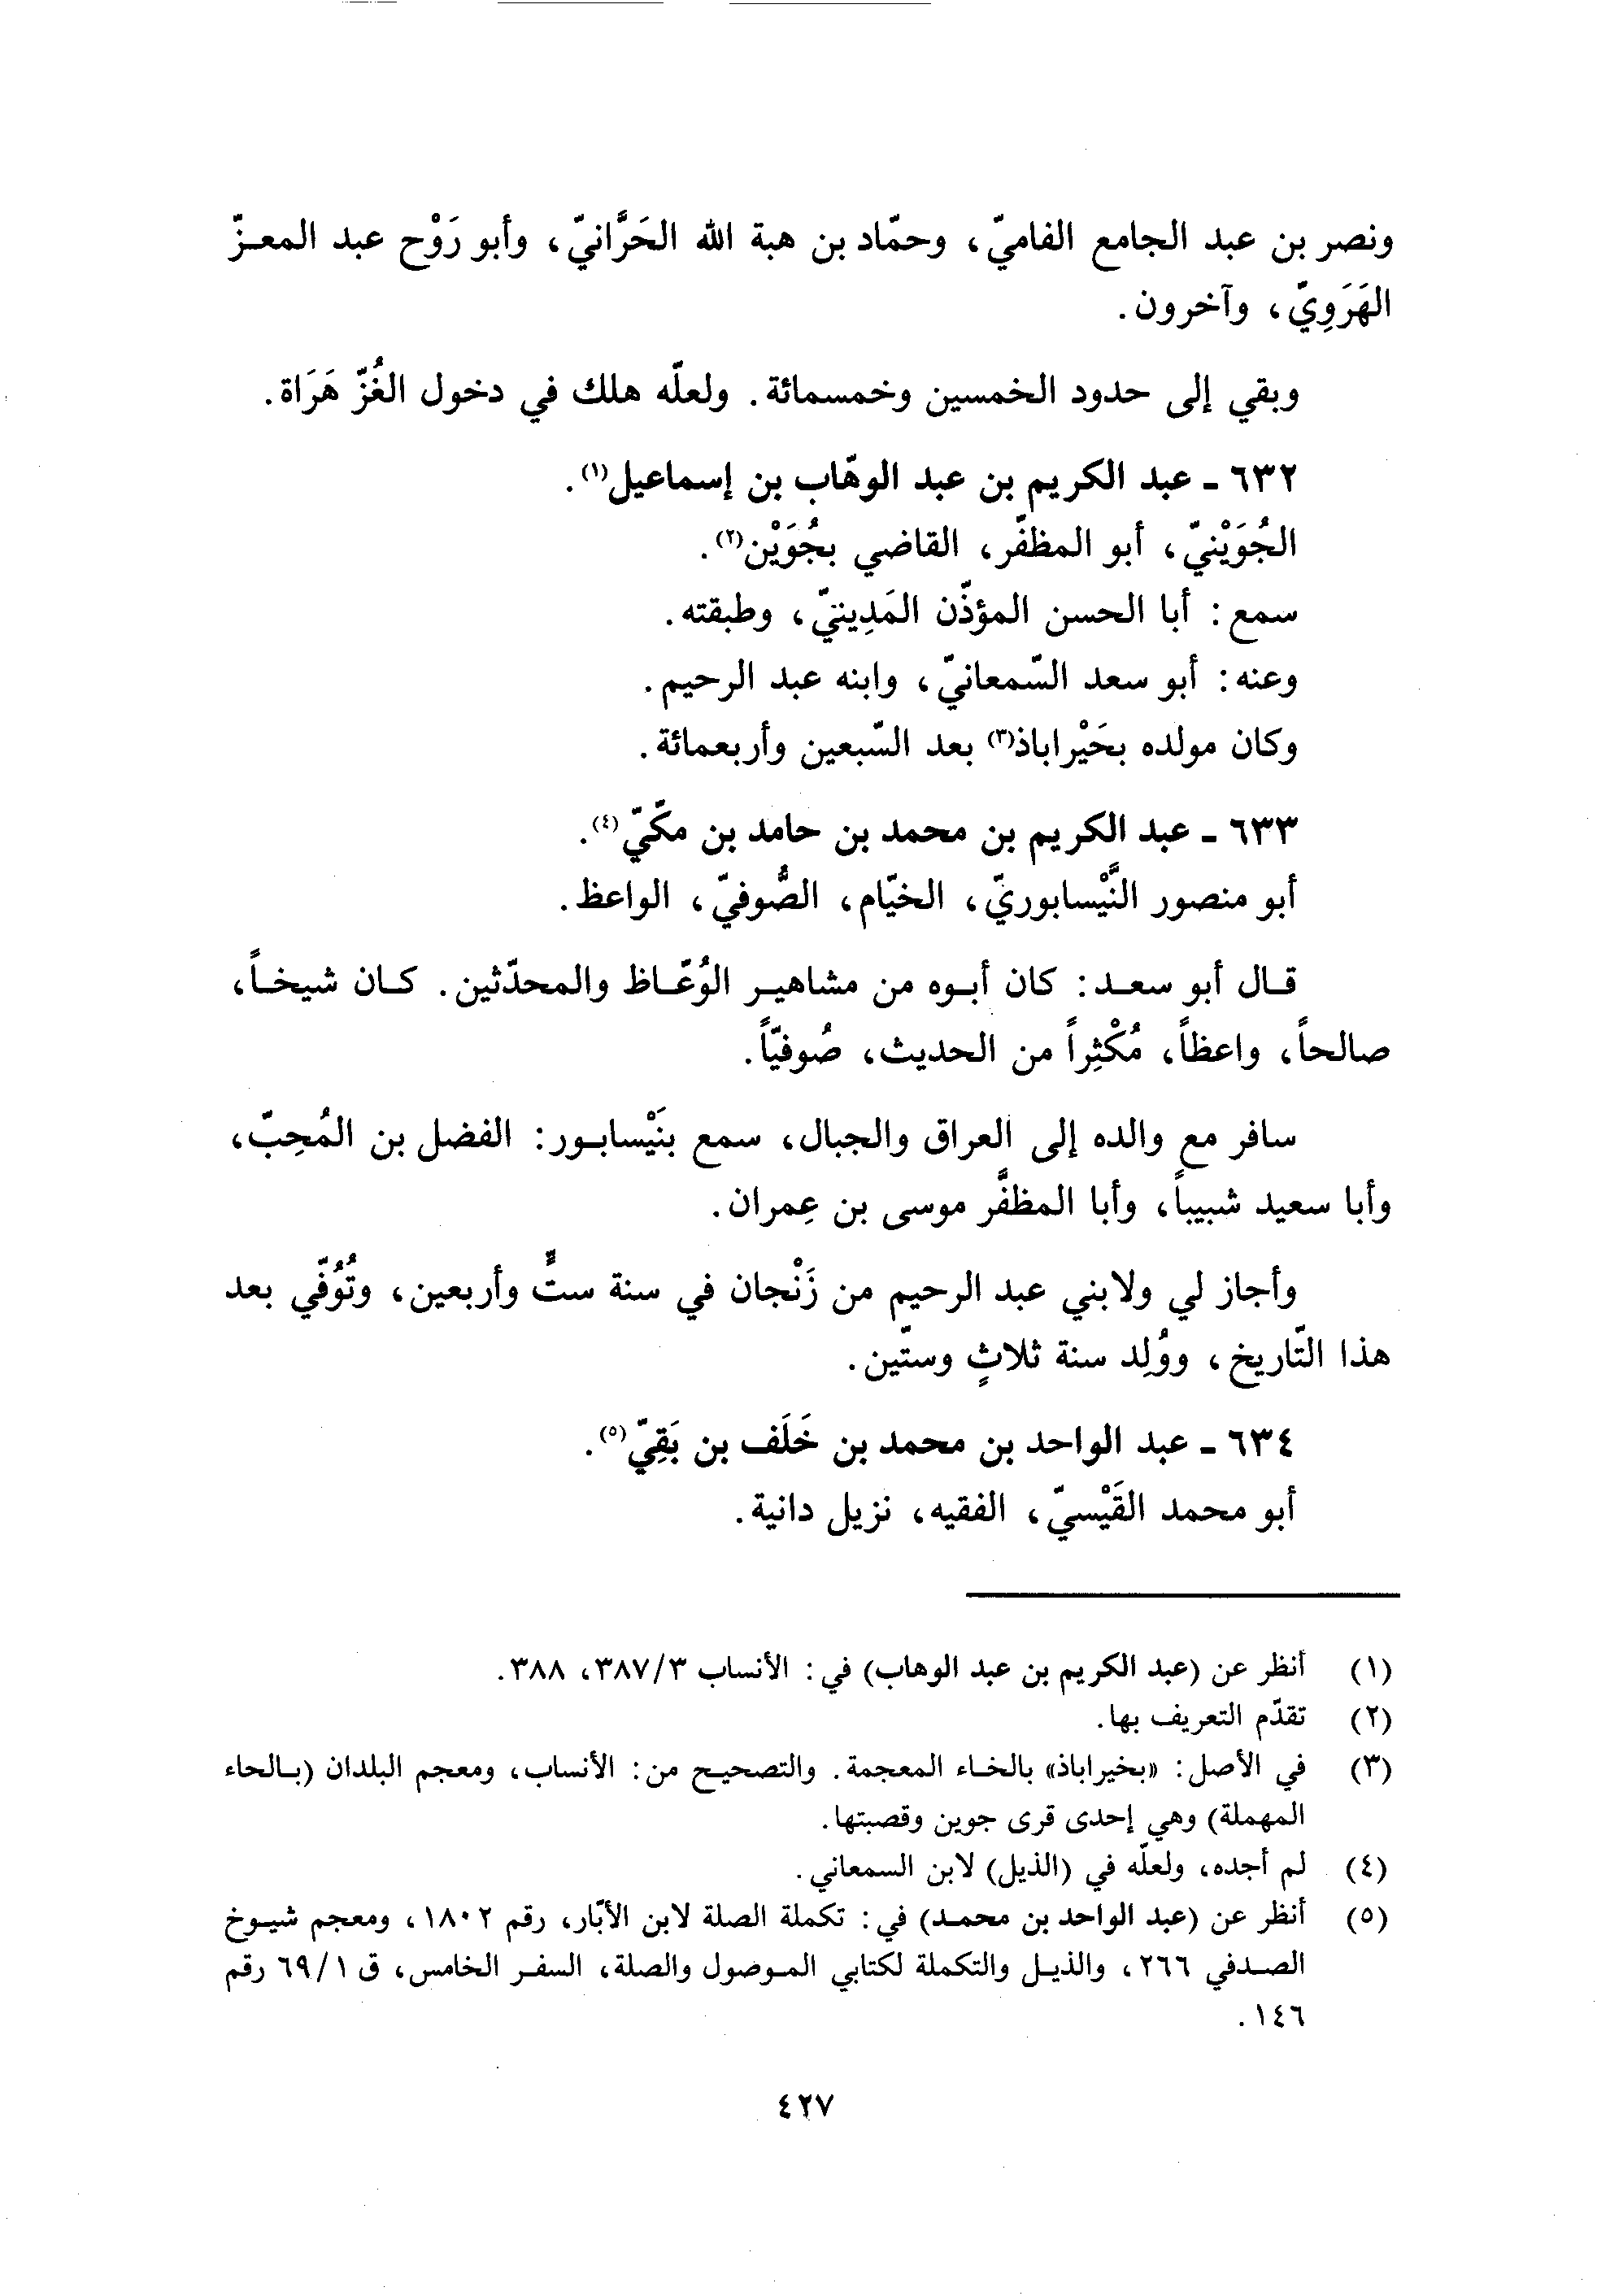 ونصر بن عبد الجامع الفاميّ، وحمّاد بن هبة الله الحَرَّانيّ، وأبو رَوْح عبد المعزّ
الهَرَوِيّ، وآخرون.
وبقي إلى حدود الخمسين وخمسمائة. ولعلّه هلك في دخول الغُزّ هَرَاة.
٦٣٢ ـ عبد الكريم بن عبد الوهّاب بن إسماعيل(١).
الجُوَيْنيّ، أبو المظفّر، القاضي بجُوَيْن(٢).
سمع: أبا الحسن المؤذّن المَدِينيّ، وطبقته.
وعنه: أبو سعد السّمعانيّ، وابنه عبد الرحيم.
وكان مولده بحَيْراباذ(٣) بعد السّبعين وأربعمائة.
٦٣٣ ـ عبد الكريم بن محمد بن حامد بن مكّيّ(٤).
أبو منصور النَّيْسابوريّ، الخيّام، الصُّوفيّ، الواعظ.
قال أبو سعد: كان أبوه من مشاهير الوُعّاظ والمحدّثين. كان شيخاً،
صالحاً، واعظاً، مُكْثِراً من الحديث، صُوفيّاً.
سافر مع والده إلى العراق والجبال، سمع بنَيْسابور: الفضل بن المُحِبّ،
وأبا سعيد شبيباً، وأبا المظفَّر موسى بن عِمران.
وأجاز لي ولابني عبد الرحيم من زَنْجان في سنة ستٍّ وأربعين، وتُوُفّي بعد
هذا التّاريخ، ووُلِد سنة ثلاثٍ وستّين.
٦٣٤ ـ عبد الواحد بن محمد بن خَلَف بن بَقِيّ(٥).
أبو محمد القَيْسيّ، الفقيه، نزيل دانية.
(١) أنظر عن (عبد الكريم بن عبد الوهاب) في: الأنساب ٣/٣٨٧، ٣٨٨.
(٢) تقدّم التعريف بها.
(٣) في الأصل: «بخيراباذ» بالخاء المعجمة. والتصحيح من: الأنساب، ومعجم البلدان (بالحاء
المهملة) وهي إحدى قرى جوين وقصبتها.
(٤) لم أجده، ولعلّه في (الذيل) لابن السمعاني.
(٥) أنظر عن (عبد الواحد بن محمد) في: تكملة الصلة لابن الأبّار، رقم ١٨٠٢، ومعجم شيوخ
الصدفي ٢٦٦، والذيل والتكملة لكتابي الموصول والصلة، السفر الخامس، ق ٦٩/١ رقم
١٤٦.
٤٢٧